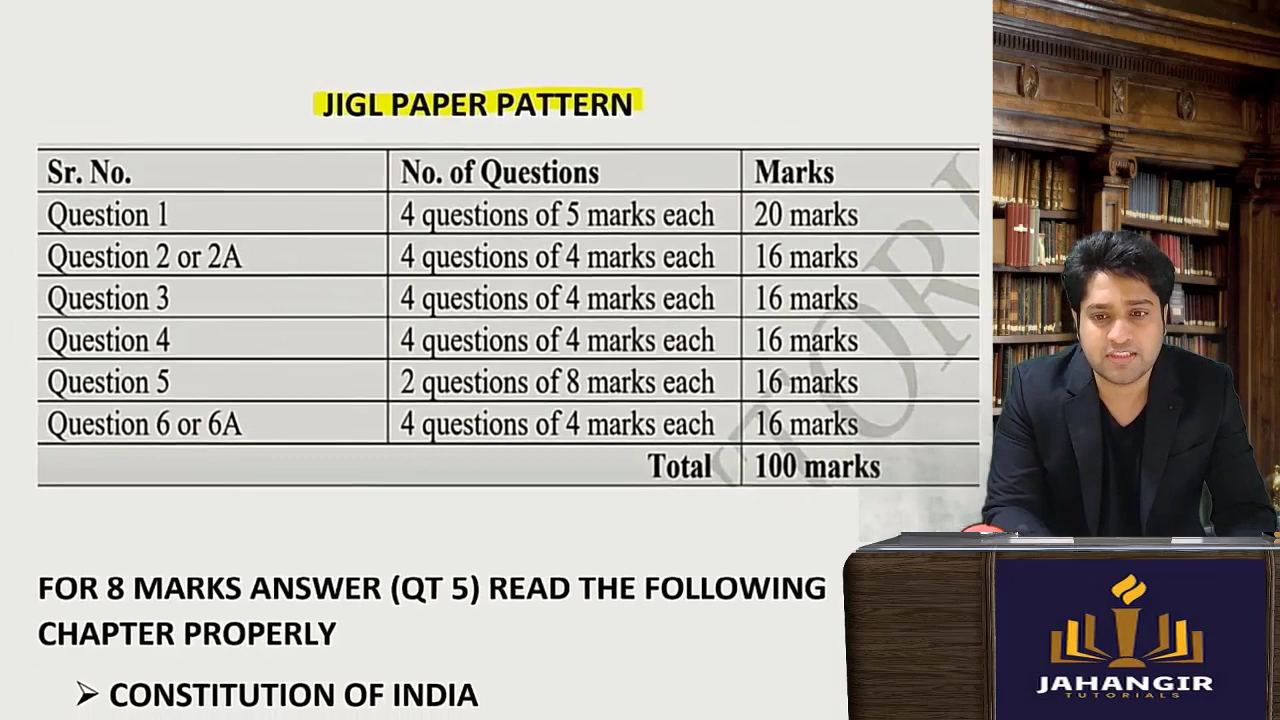 JIGL PAPER PATTERN
Sr. No. No. of Questions Marks
Question 1 4 questions of 5 marks each 20 marks
Question 2 or 2A 4 questions of 4 marks each 16 marks
Question 3 4 questions of 4 marks each 16 marks
Question 4 4 questions of 4 marks each 16 marks
Question 5 2 questions of 8 marks each 16 marks
Question 6 or 6A 4 questions of 4 marks each 16 marks
Total 100 marks
FOR 8 MARKS ANSWER (QT 5) READ THE FOLLOWING
CHAPTER PROPERLY
➢ CONSTITUTION OF INDIA
JAHANGIR
TUTORIALS